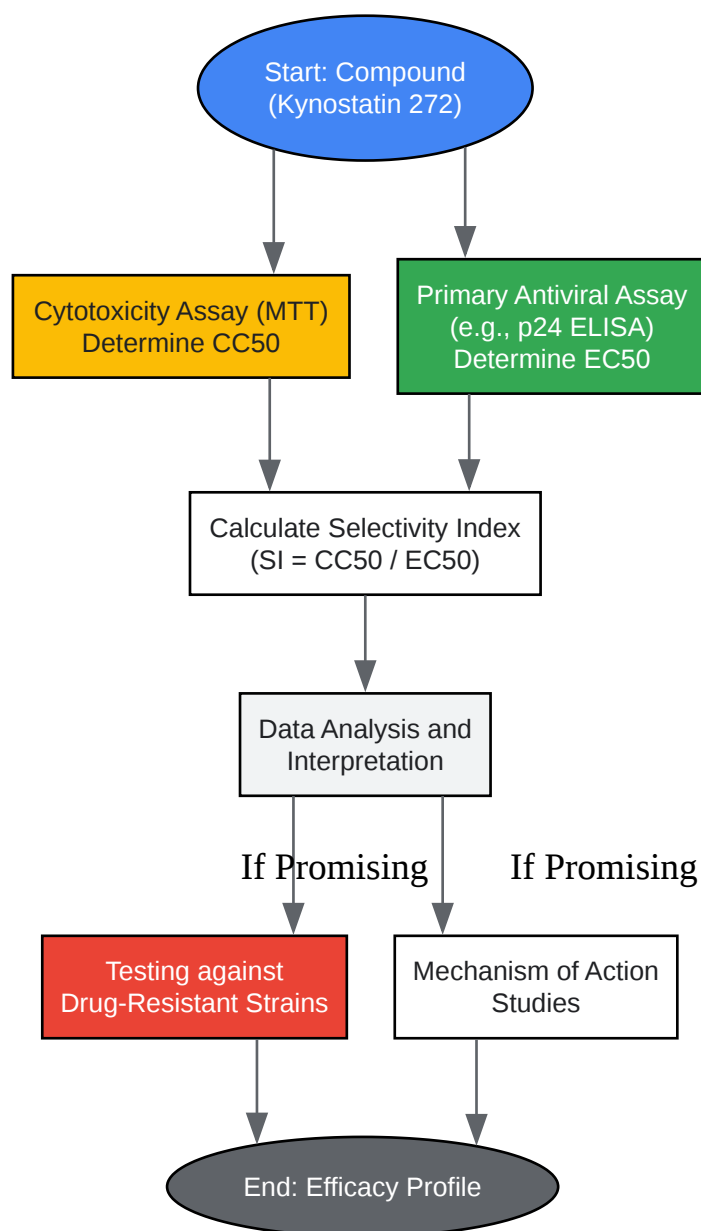 Start: Compound
(Kynostatin 272)
Cytotoxicity Assay (MTT)
Determine CC50
Primary Antiviral Assay
(e.g., p24 ELISA)
Determine EC50
Calculate Selectivity Index
(SI = CC50 / EC50)
Data Analysis and
Interpretation
If Promising
If Promising
Testing against
Drug-Resistant Strains
Mechanism of Action
Studies
End: Efficacy Profile